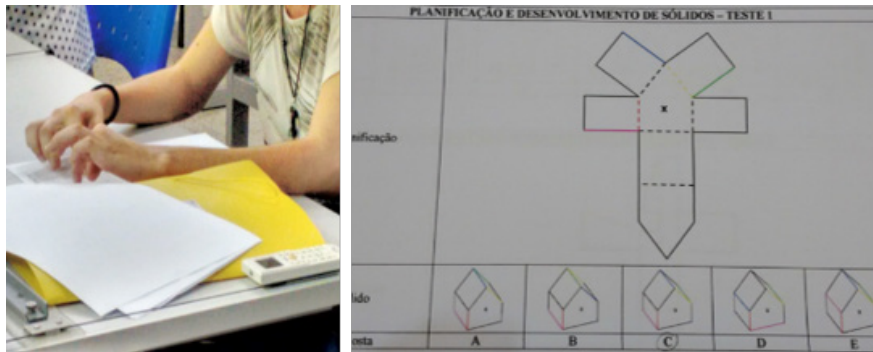 PLANIFICAÇÃO E DESENVOLVIMENTO DE SÓLIDOS – TESTE 1
x
nificação
lido
x x x x x
osta A B C D E